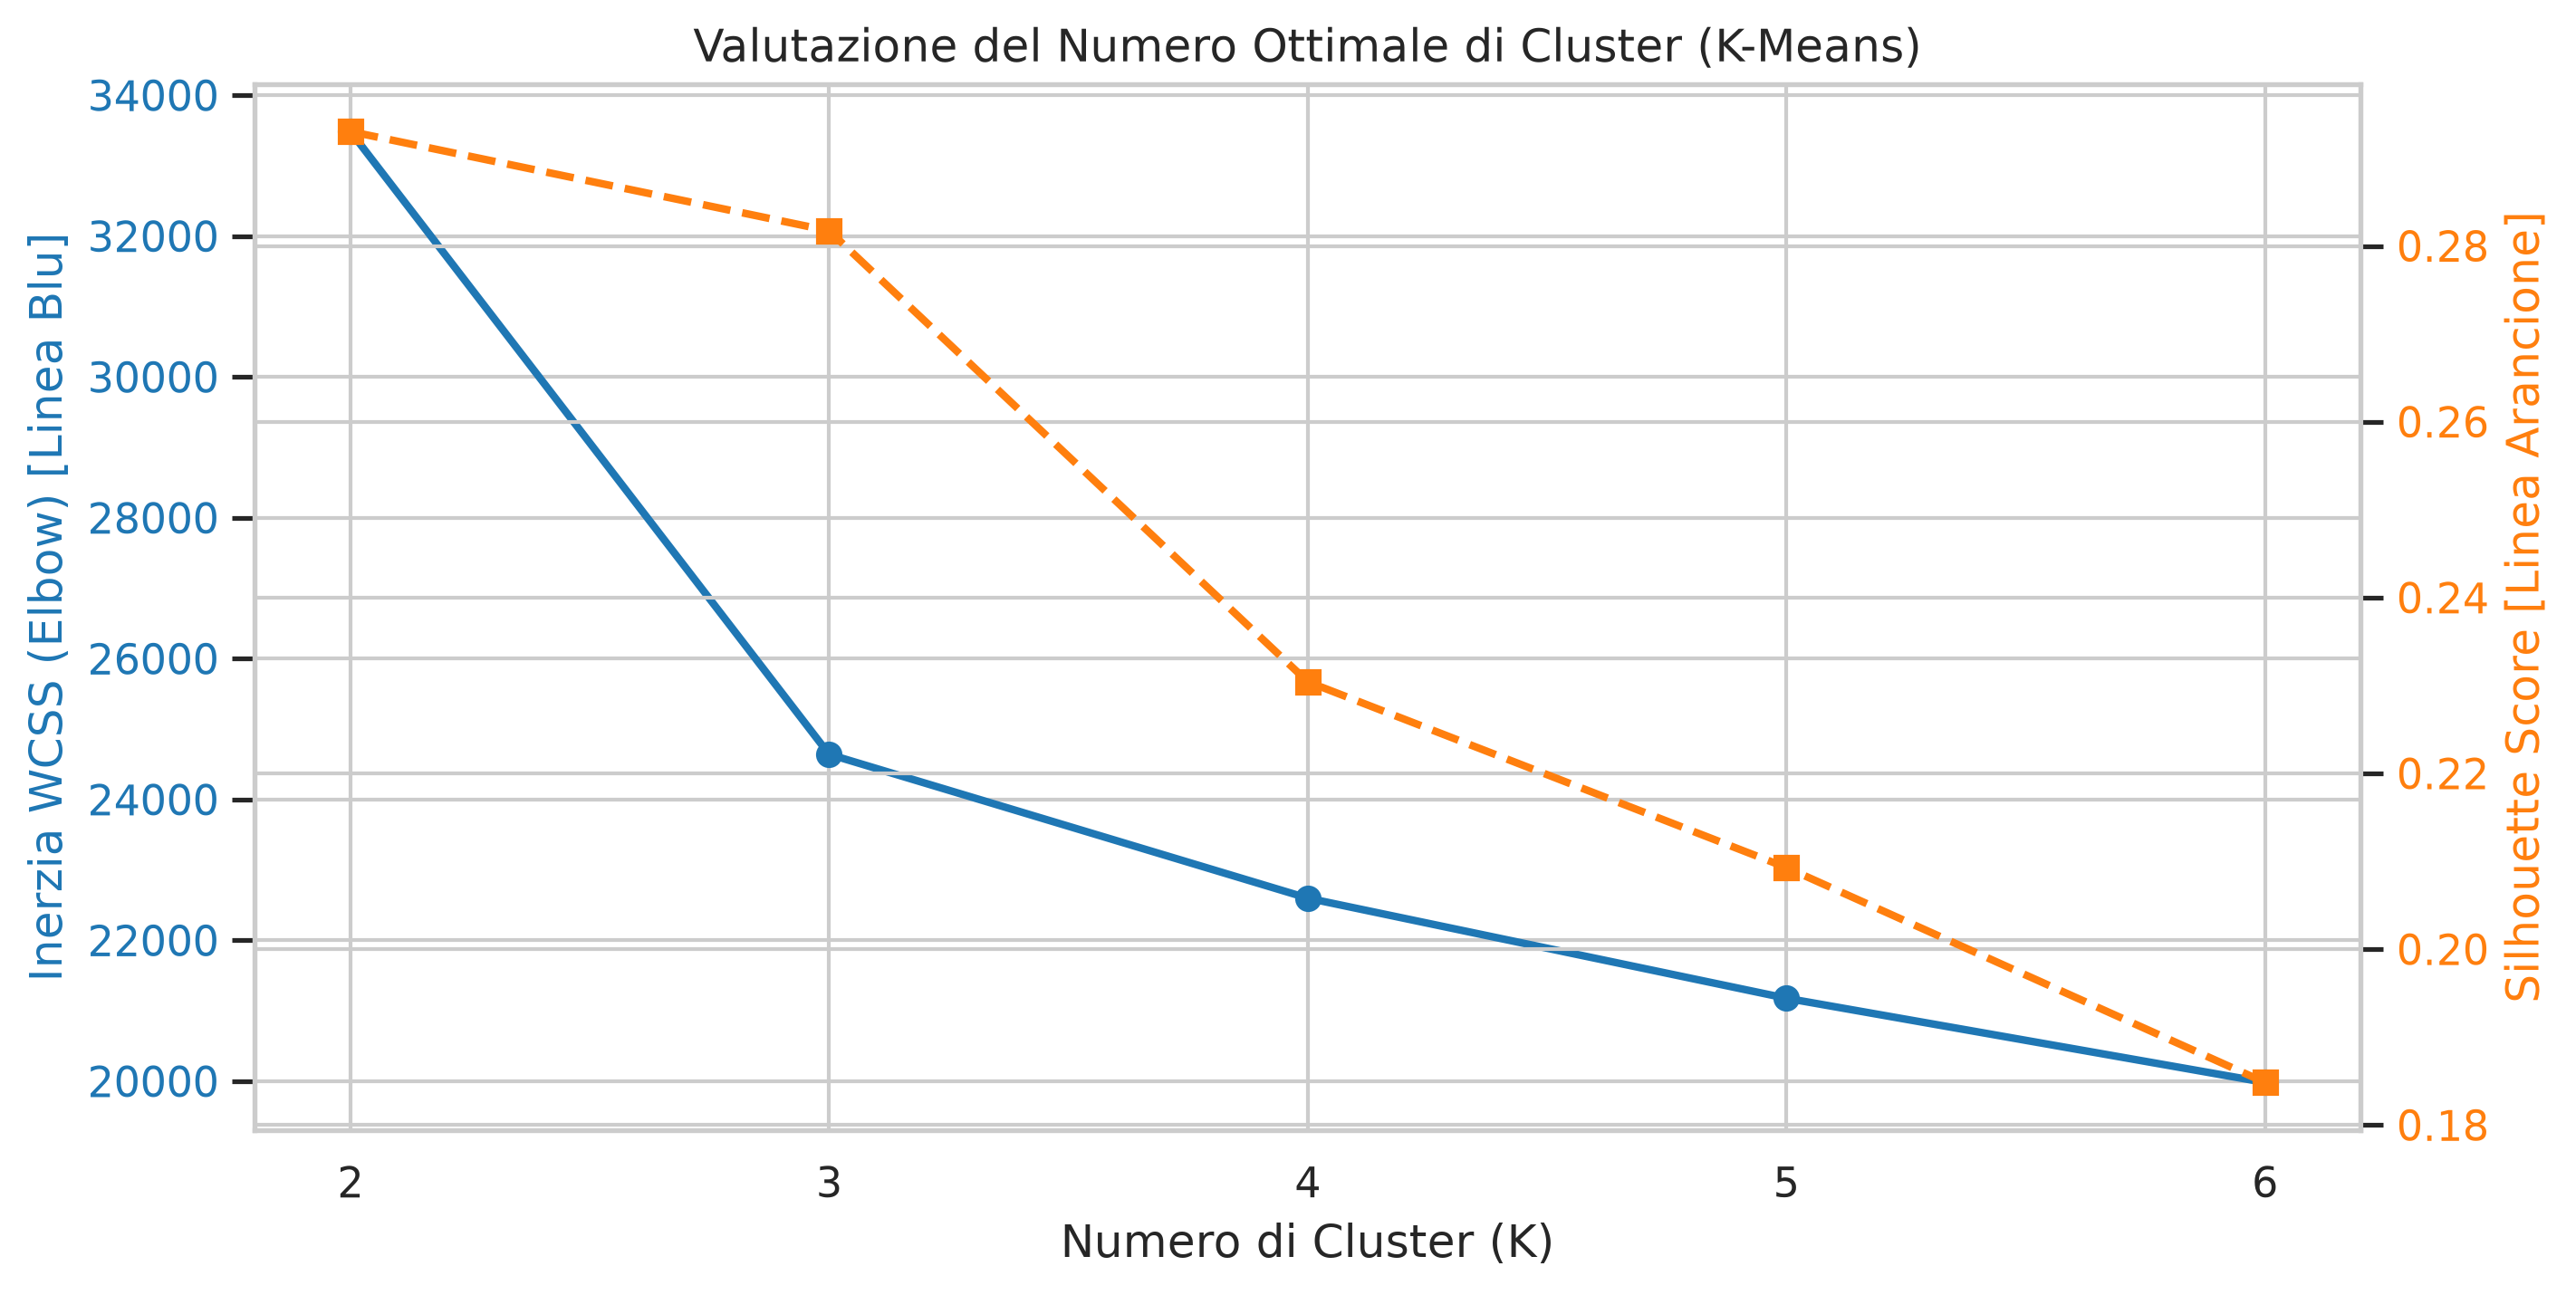 Valutazione del Numero Ottimale di Cluster (K-Means)
Inerzia WCSS (Elbow) [Linea Blu]
34000
32000
30000
28000
26000
24000
22000
20000
0.28
0.26
0.24
0.22
0.20
0.18
Silhouette Score [Linea Arancione]
2 3 4 5 6
Numero di Cluster (K)